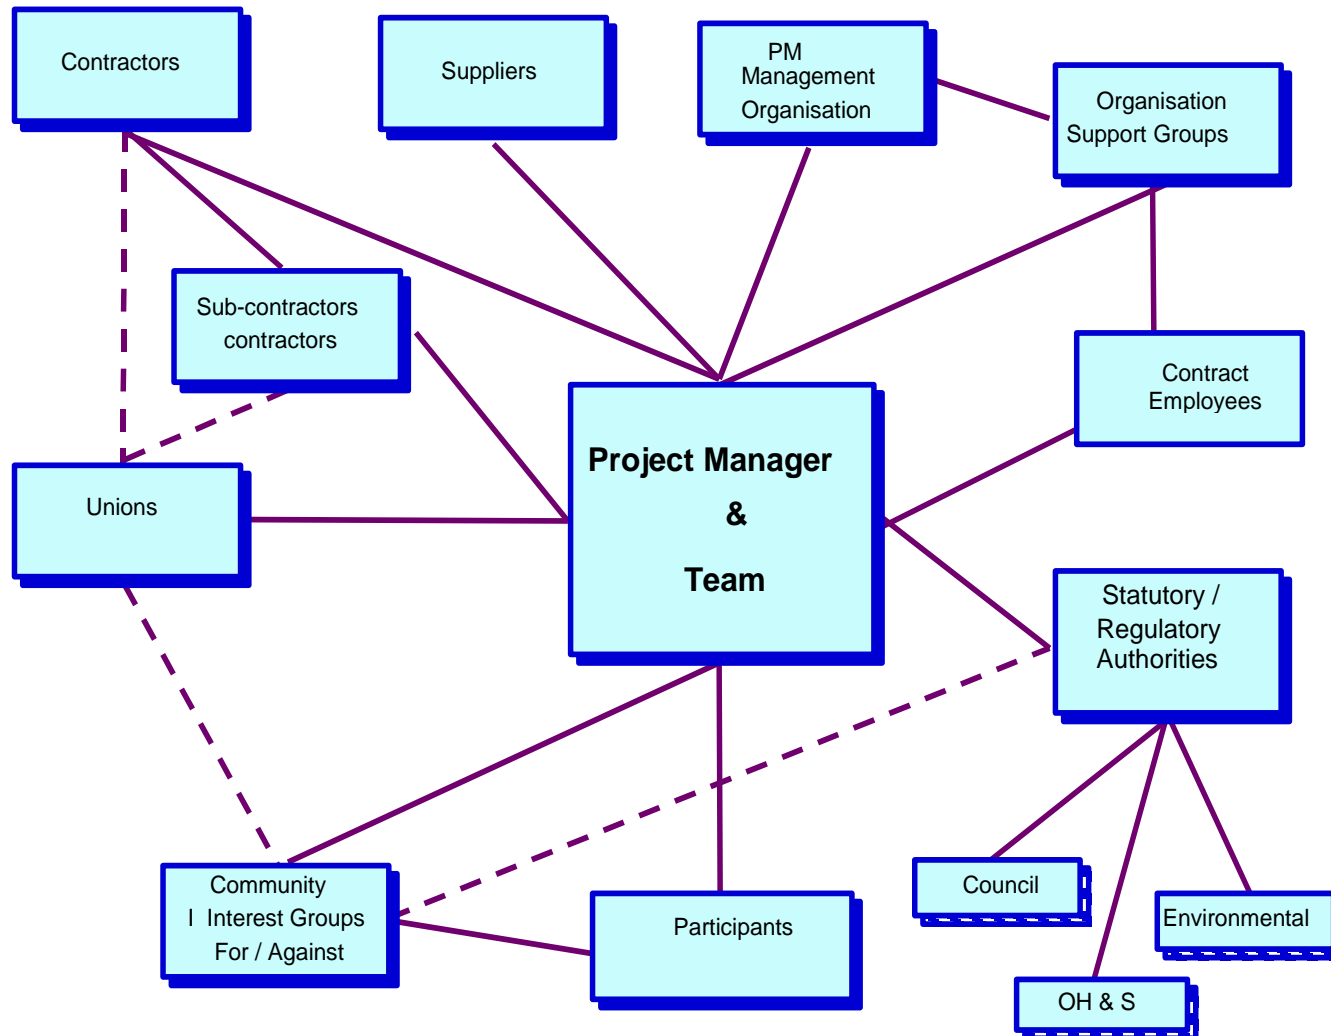 Contractors
Suppliers
PM
Management
Organisation
Organisation
Support Groups
Sub-contractors
contractors
Contract
Employees
Project Manager
&
Team
Unions
Statutory /
Regulatory
Authorities
Community
I Interest Groups
For / Against
Participants
Council
Environmental
OH & S